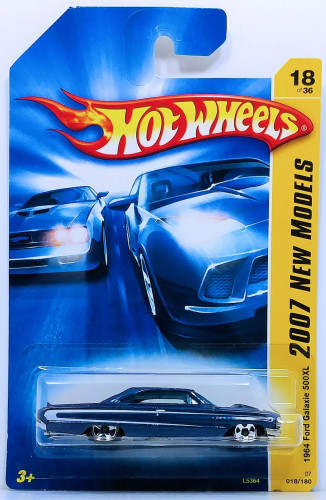 HOT WHEELS®
18
OF 36
2007 NEW MODELS
1964 Ford Galaxie 500XL
07
018/180
L5364
3+